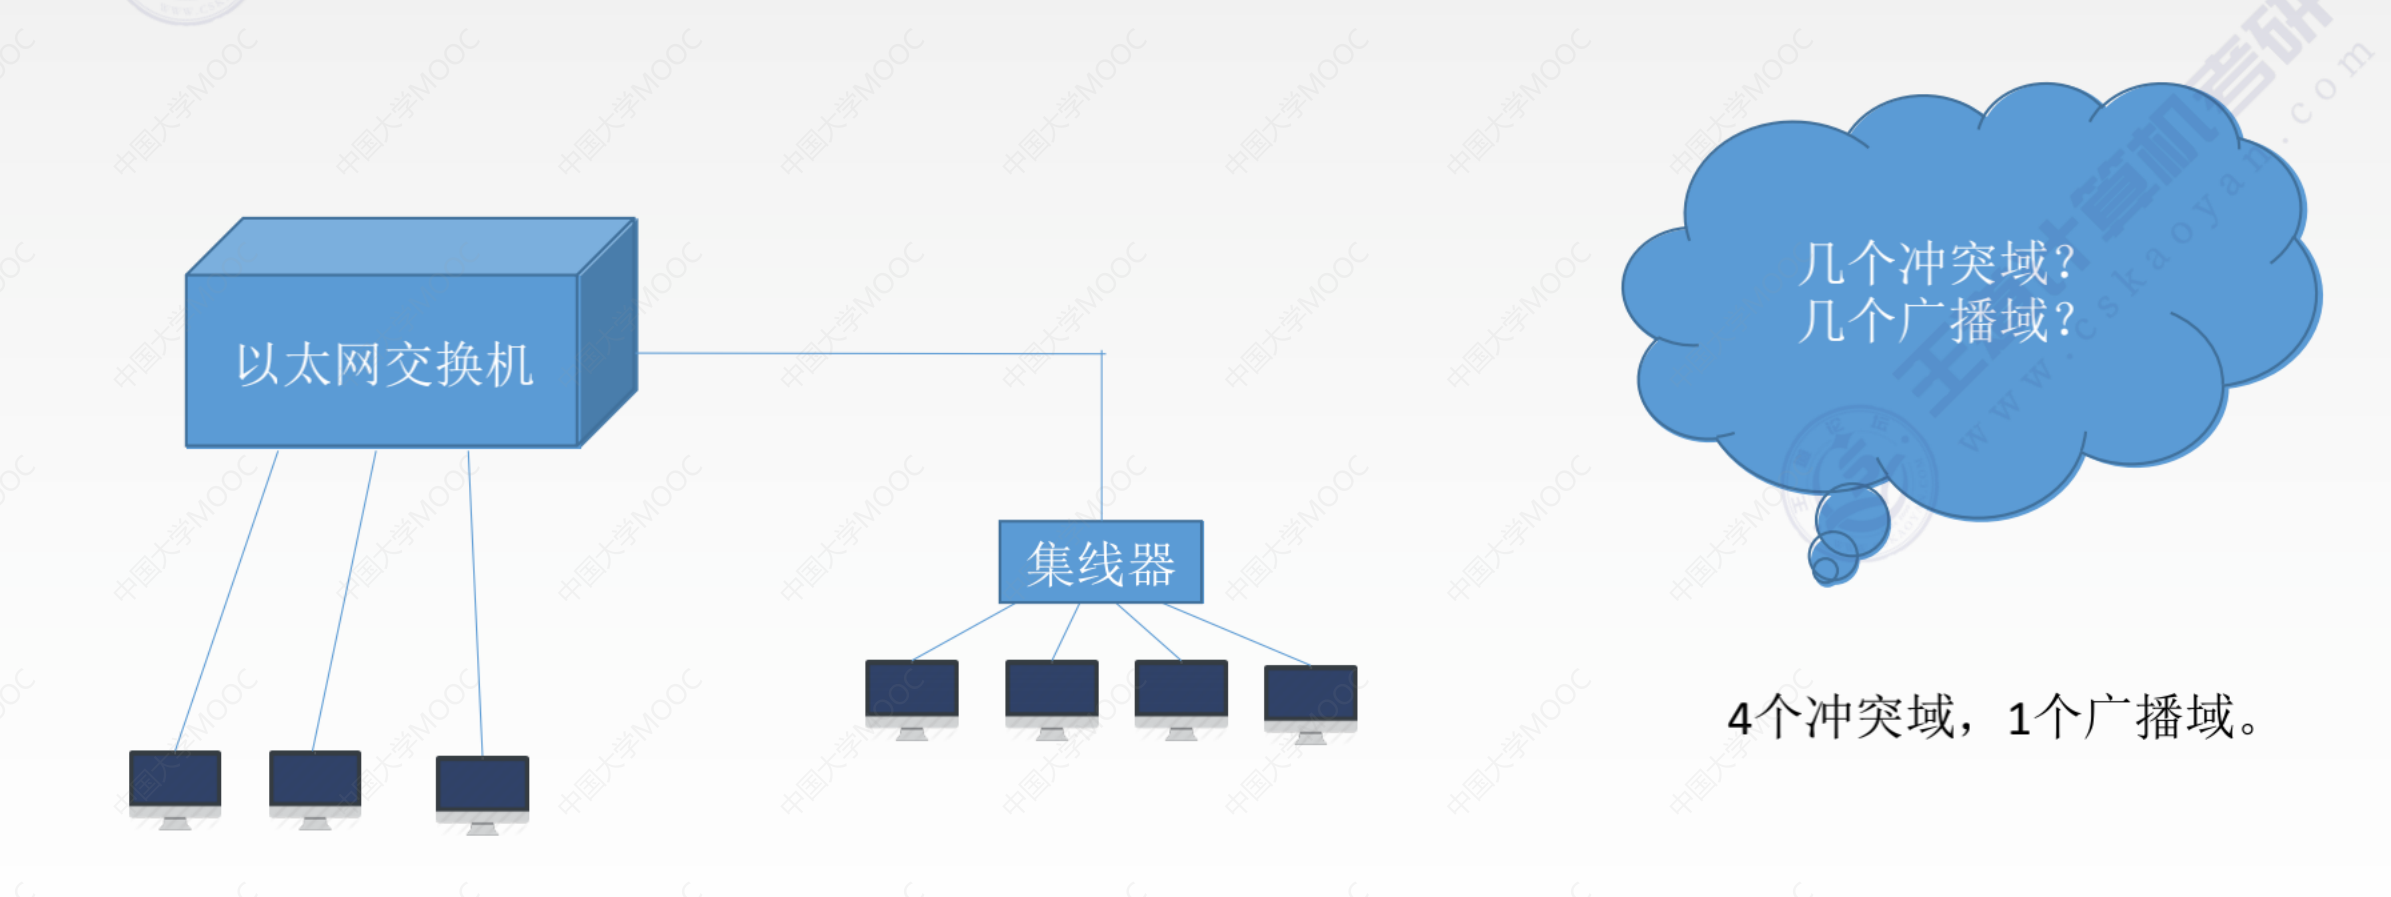 以太网交换机
集线器
几个冲突域？
几个广播域？
4个冲突域，1个广播域。
中国大学MOOC
王道计算机考研
www.cskaoyan.com